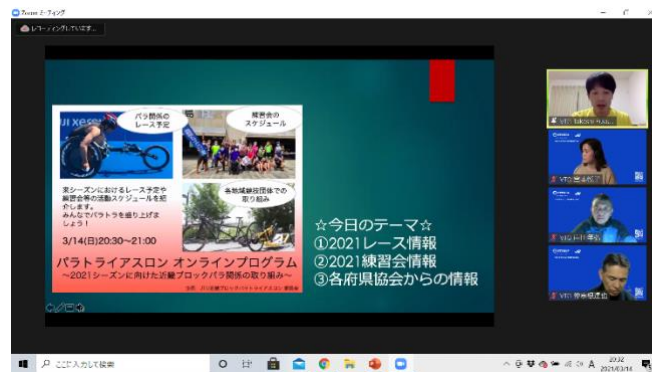 Zoom ミーティング
レコーディングしています...
パラ関係の
レース予定
練習会の
スケジュール
来シーズンにおけるレース予定や
練習会等の活動スケジュールを紹
介します。
みんなでパラトラを盛り上げま
しょう!
各地域競技団体での
取り組み
3/14(日)20:30~21:00
パラトライアスロン オンラインプログラム
~2021シーズンに向けた近畿ブロックパラ関係の取り組み~
☆今日のテーマ☆
①2021レース情報
②2021練習会情報
③各府県協会からの情報
ここに入力して検索
A
20:32
2021/03/14